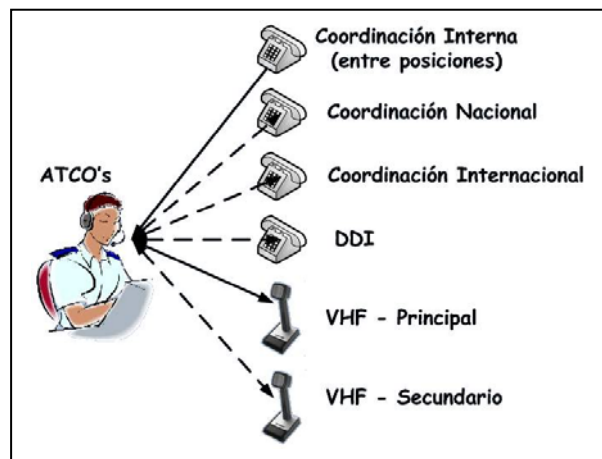 Coordinación Interna
(entre posiciones)
Coordinación Nacional
ATCO's
Coordinación Internacional
DDI
VHF - Principal
VHF - Secundario